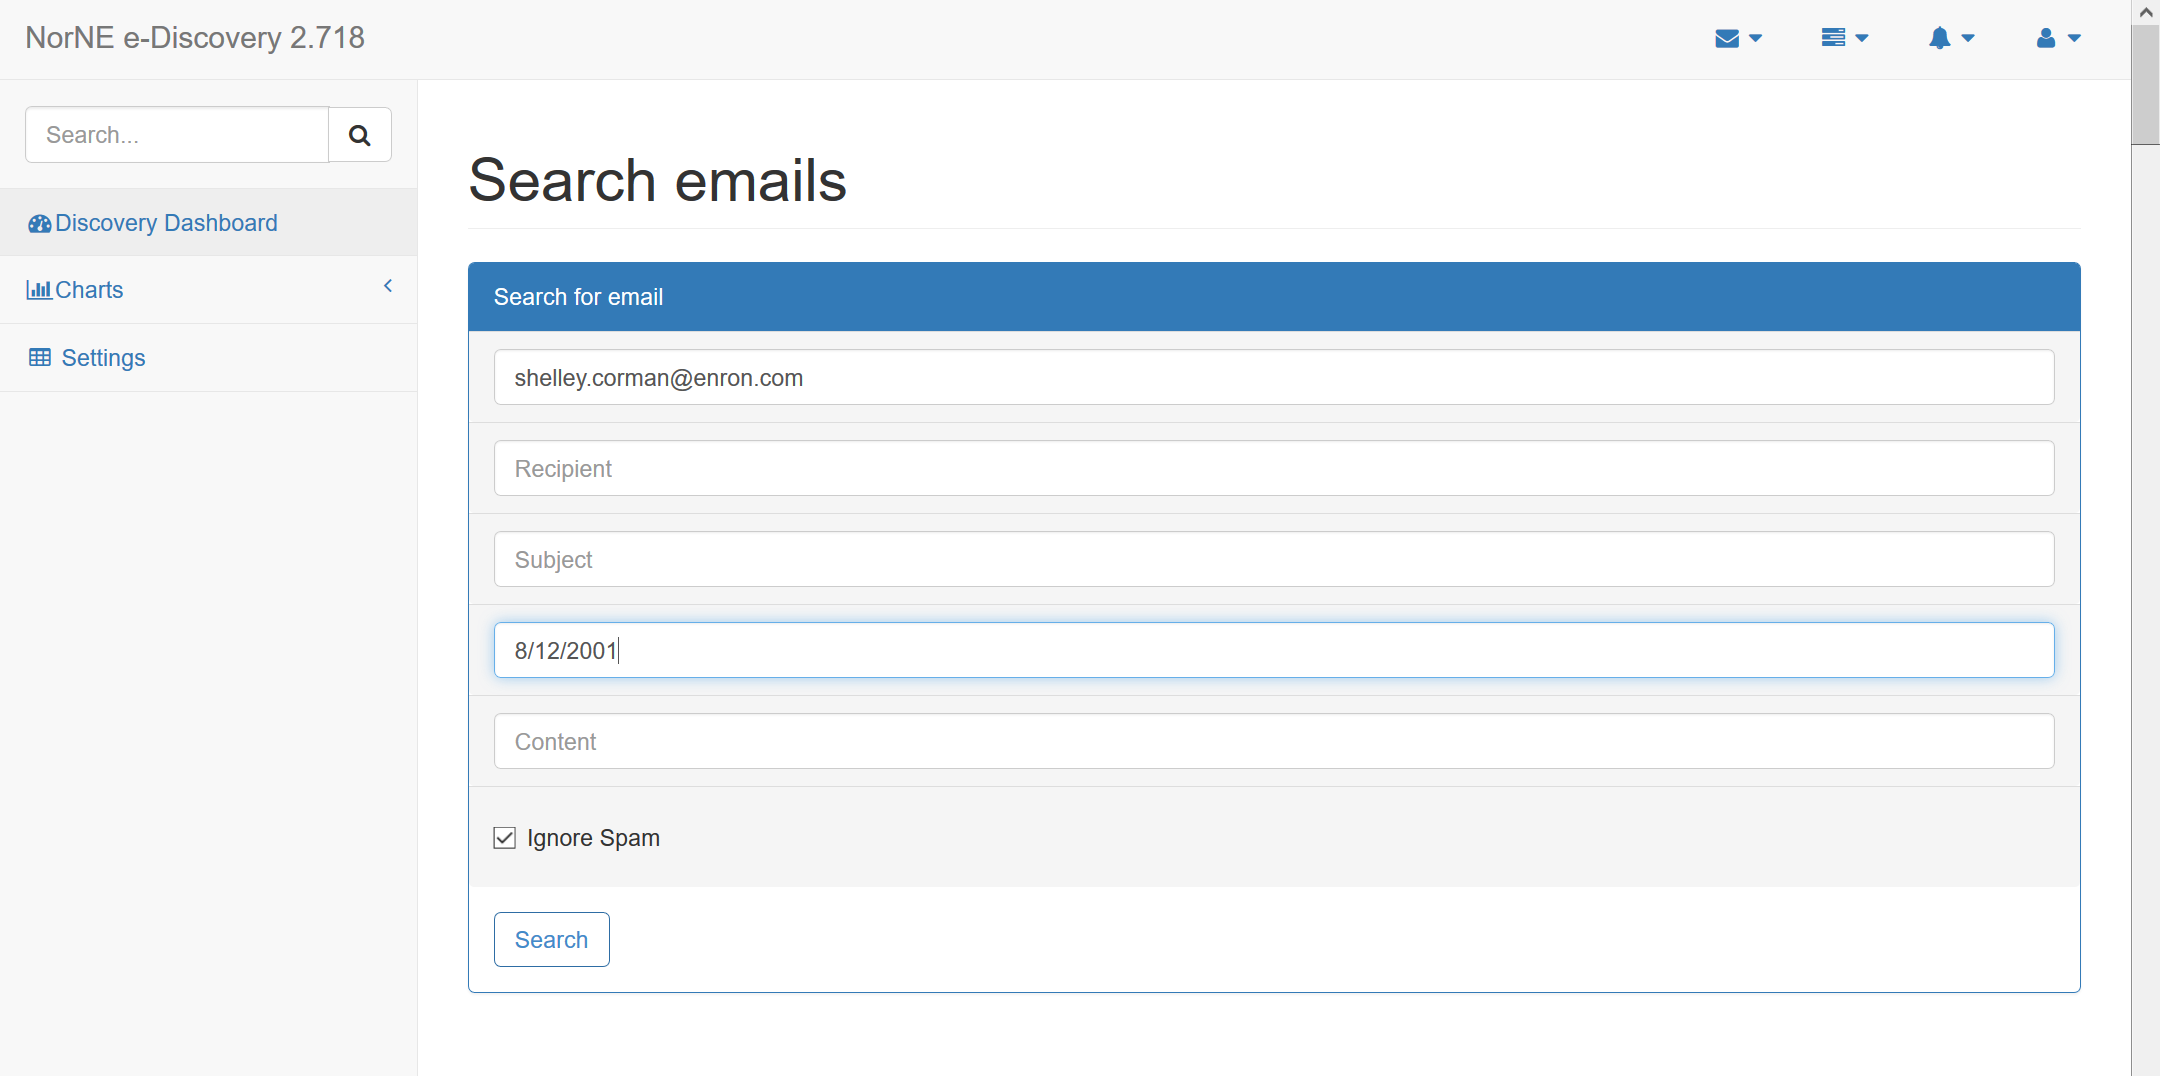 NorNE e-Discovery 2.718
Search...
Discovery Dashboard
Charts
Settings
Search emails
Search for email
shelley.corman@enron.com
Recipient
Subject
8/12/2001
Content
Ignore Spam
Search